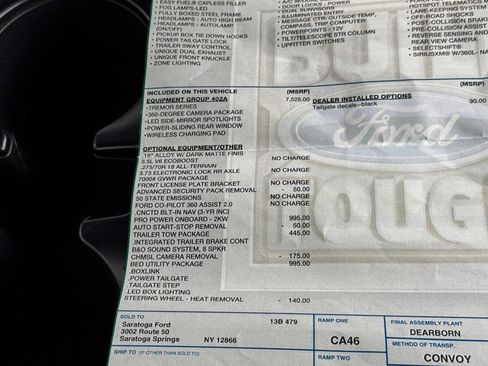 EASY FUEL® CAPLESS FILLER
FOG LAMPS-LED
FULLY BOXED STEEL FRAME
HEADLAMPS - AUTO HIGH BEAM
HEADLAMPS - AUTOLAMP
(ON/OFF)
PICKUP BOX TIE DOWN HOOKS
POWER TAILGATE LOCK
TRAILER SWAY CONTROL
UNIQUE DUAL EXHAUST
UNIQUE FRONT KNUCKLE
ZONE LIGHTING
DOOR LOCKS - POWER
DUAL SUNVISORS
ILLUMINATED ENTRY
MESSAGE CTR: OUTSIDE TEMP,
COMPASS, TRIP COMPUTER
POWERPOINTS - 12V
TILT/TELESCOPE STR COLUMN
UPFITTER SWITCHES
HOTSPOT TELEMATICS
LANE-KEEPING SYSTEM
OFF-ROAD SHOCKS
POST-COLLISION BRAKING
PRE-COLLISION ASSIST
REVERSE SENSING AND
REAR VIEW CAMERA
SELECTSHIFT®
SIRIUSXM® W/360L
INCLUDED ON THIS VEHICLE (MSRP) (MSRP)
EQUIPMENT GROUP 402A 7,525.00 DEALER INSTALLED OPTIONS
•TREMOR SERIES Tailgate decals--black 90.00
•360-DEGREE CAMERA PACKAGE
•LED SIDE-MIRROR SPOTLIGHTS
•POWER-SLIDING REAR WINDOW
•WIRELESS CHARGING PAD
OPTIONAL EQUIPMENT/OTHER
.18" ALLOY W/ DARK MATTE FINIS NO CHARGE
3.5L V6 ECOBOOST
.275/70R 18 ALL-TERRAIN NO CHARGE
3.73 ELECTRONIC LOCK RR AXLE NO CHARGE
7000# GVWR PACKAGE
FRONT LICENSE PLATE BRACKET NO CHARGE
ADVANCED SECURITY PACK REMOVAL - 50.00
50 STATE EMISSIONS NO CHARGE
FORD CO-PILOT 360 ASSIST 2.0
.CNCTD BLT-IN NAV (3-YR INC)
PRO POWER ONBOARD - 2KW 995.00
AUTO START-STOP REMOVAL - 50.00
TRAILER TOW PACKAGE 445.00
.INTEGRATED TRAILER BRAKE CONT
B&O SOUND SYSTEM, 8 SPKR
CHMSL CAMERA REMOVAL - 175.00
BED UTILITY PACKAGE 995.00
.BOXLINK
.POWER TAILGATE
.TAILGATE STEP
.LED BOX LIGHTING
STEERING WHEEL - HEAT REMOVAL - 140.00
BUILT
Ford
TOUGH
SOLD TO 13B 479
Saratoga Ford
3002 Route 50
Saratoga Springs NY 12866
SHIP TO (IF OTHER THAN SOLD TO)
RAMP ONE
CA46
RAMP TWO
FINAL ASSEMBLY PLANT
DEARBORN
METHOD OF TRANSP.
CONVOY